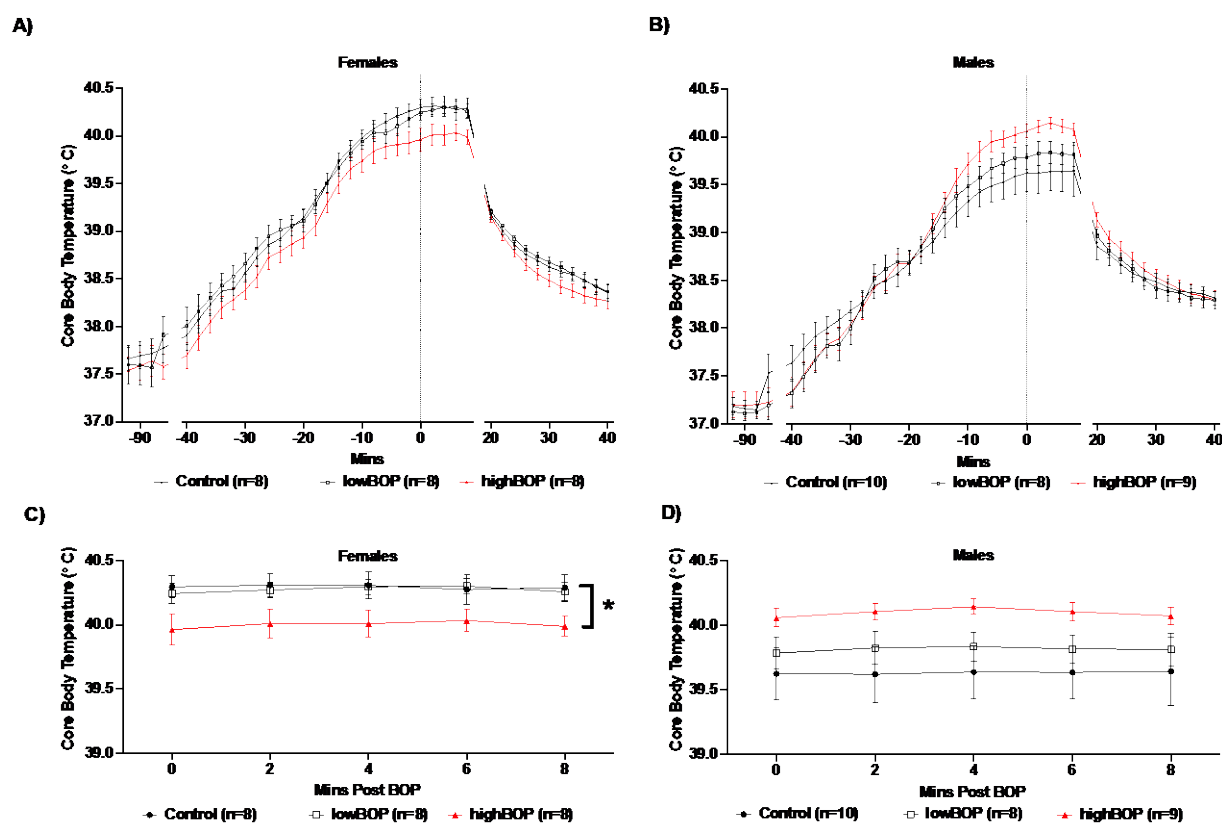 A)
Females
Core Body Temperature (° C)
40.5
40.0
39.5
39.0
38.5
38.0
37.5
37.0
-90 -40 -30 -20 -10 0 20 30 40
Mins
Control (n=8) lowBOP (n=8) highBOP (n=8)
B)
Males
Core Body Temperature (° C)
40.5
40.0
39.5
39.0
38.5
38.0
37.5
37.0
-90 -40 -30 -20 -10 0 20 30 40
Mins
Control (n=10) lowBOP (n=8) highBOP (n=9)
C)
Females
Core Body Temperature (° C)
40.5
40.0
39.5
39.0
*
0 2 4 6 8
Mins Post BOP
Control (n=8) lowBOP (n=8) highBOP (n=8)
D)
Males
Core Body Temperature (° C)
40.5
40.0
39.5
39.0
0 2 4 6 8
Mins Post BOP
Control (n=10) lowBOP (n=8) highBOP (n=9)